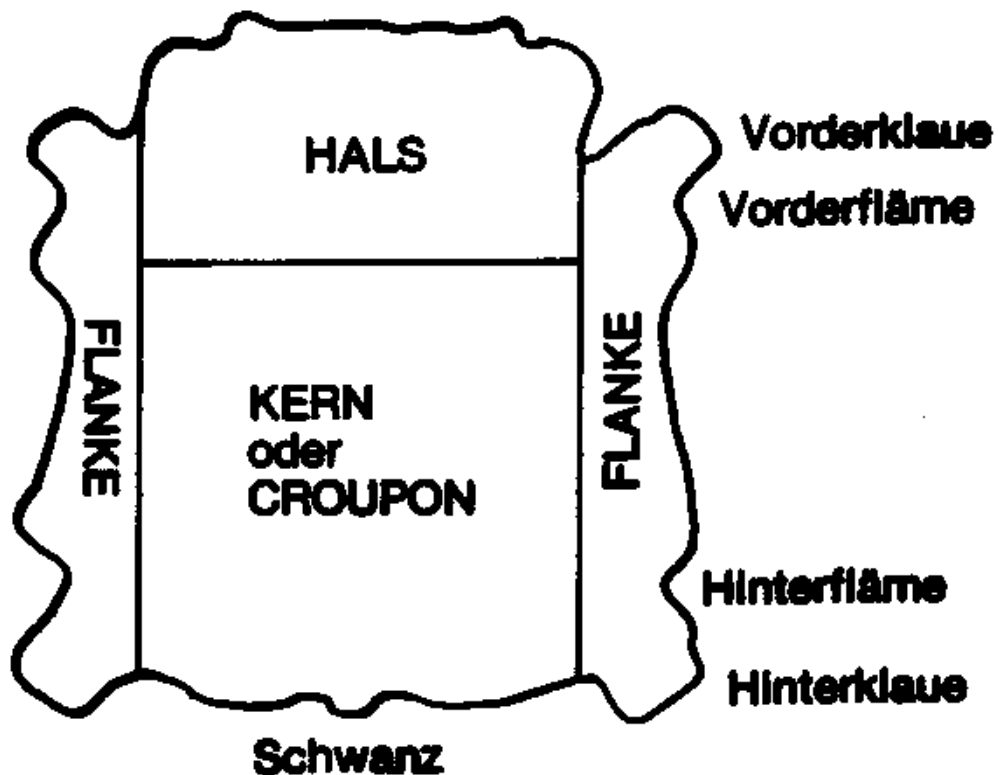 Vorderklaue
HALS
Vorderfläme
FLANKE
FLANKE
KERN
oder
CROUPON
Hinterfläme
Hinterklaue
Schwanz